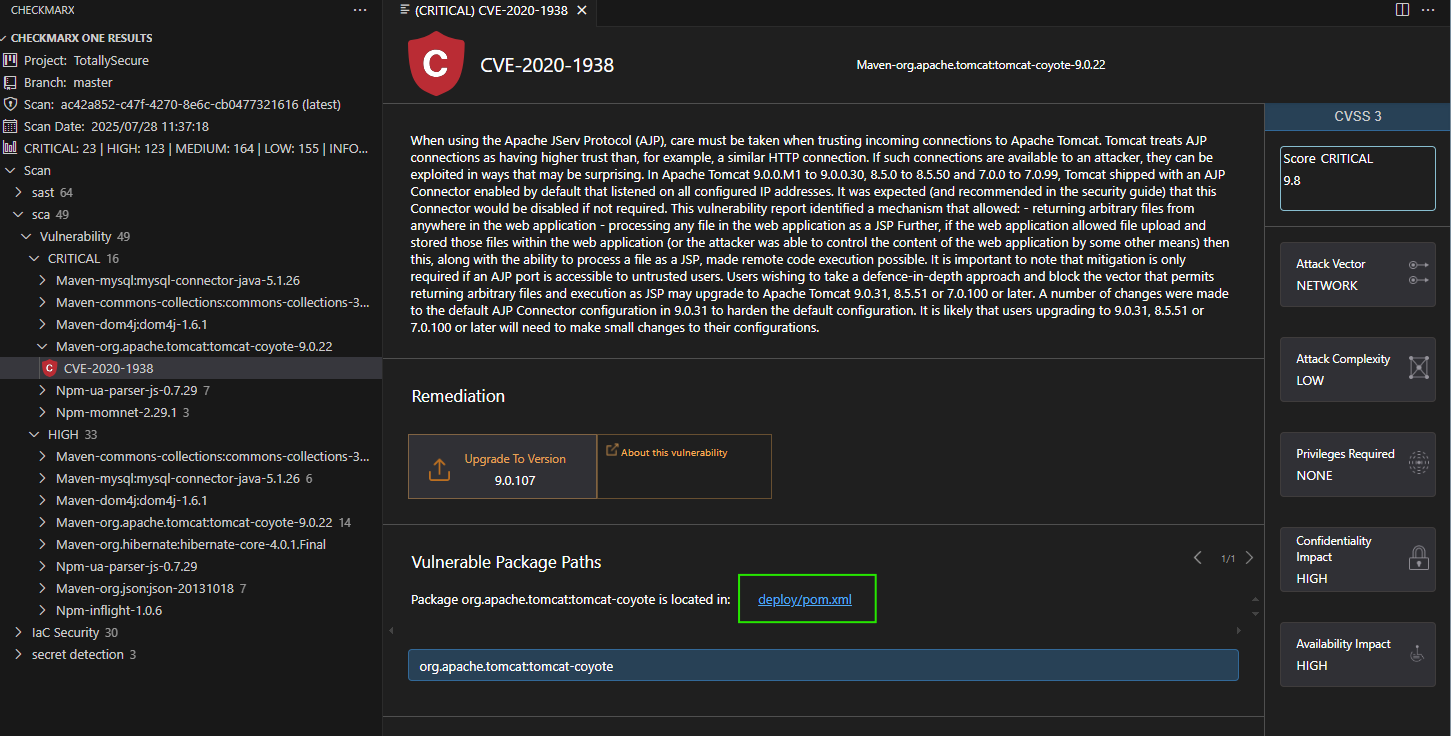 CHECKMARX
CHECKMARX ONE RESULTS
Project: TotallySecure
Branch: master
Scan: ac42a852-c47f-4270-8e6c-cb0477321616 (latest)
Scan Date: 2025/07/28 11:37:18
CRITICAL: 23 | HIGH: 123 | MEDIUM: 164 | LOW: 155 | INFO...
Scan
sast 64
sca 49
Vulnerability 49
CRITICAL 16
Maven-mysql:mysql-connector-java-5.1.26
Maven-commons-collections:commons-collections-3...
Maven-dom4j:dom4j-1.6.1
Maven-org.apache.tomcat:tomcat-coyote-9.0.22
C CVE-2020-1938
Npm-ua-parser-js-0.7.29 7
Npm-momnet-2.29.1 3
HIGH 33
Maven-commons-collections:commons-collections-3...
Maven-mysql:mysql-connector-java-5.1.26 6
Maven-dom4j:dom4j-1.6.1
Maven-org.apache.tomcat:tomcat-coyote-9.0.22 14
Maven-org.hibernate:hibernate-core-4.0.1.Final
Npm-ua-parser-js-0.7.29
Maven-org.json:json-20131018 7
Npm-inflight-1.0.6
IaC Security 30
secret detection 3
(CRITICAL) CVE-2020-1938
C
CVE-2020-1938
Maven-org.apache.tomcat:tomcat-coyote-9.0.22
When using the Apache JServ Protocol (AJP), care must be taken when trusting incoming connections to Apache Tomcat. Tomcat treats AJP
connections as having higher trust than, for example, a similar HTTP connection. If such connections are available to an attacker, they can be
exploited in ways that may be surprising. In Apache Tomcat 9.0.0.M1 to 9.0.0.30, 8.5.0 to 8.5.50 and 7.0.0 to 7.0.99, Tomcat shipped with an AJP
Connector enabled by default that listened on all configured IP addresses. It was expected (and recommended in the security guide) that this
Connector would be disabled if not required. This vulnerability report identified a mechanism that allowed: - returning arbitrary files from
anywhere in the web application - processing any file in the web application as a JSP Further, if the web application allowed file upload and
stored those files within the web application (or the attacker was able to control the content of the web application by some other means) then
this, along with the ability to process a file as a JSP, made remote code execution possible. It is important to note that mitigation is only
required if an AJP port is accessible to untrusted users. Users wishing to take a defence-in-depth approach and block the vector that permits
returning arbitrary files and execution as JSP may upgrade to Apache Tomcat 9.0.31, 8.5.51 or 7.0.100 or later. A number of changes were made
to the default AJP Connector configuration in 9.0.31 to harden the default configuration. It is likely that users upgrading to 9.0.31, 8.5.51 or
7.0.100 or later will need to make small changes to their configurations.
Remediation
Upgrade To Version
9.0.107
About this vulnerability
Vulnerable Package Paths
1/1
Package org.apache.tomcat:tomcat-coyote is located in: deploy/pom.xml
org.apache.tomcat:tomcat-coyote
CVSS 3
Score CRITICAL
9.8
Attack Vector
NETWORK
Attack Complexity
LOW
Privileges Required
NONE
Confidentiality
Impact
HIGH
Availability Impact
HIGH